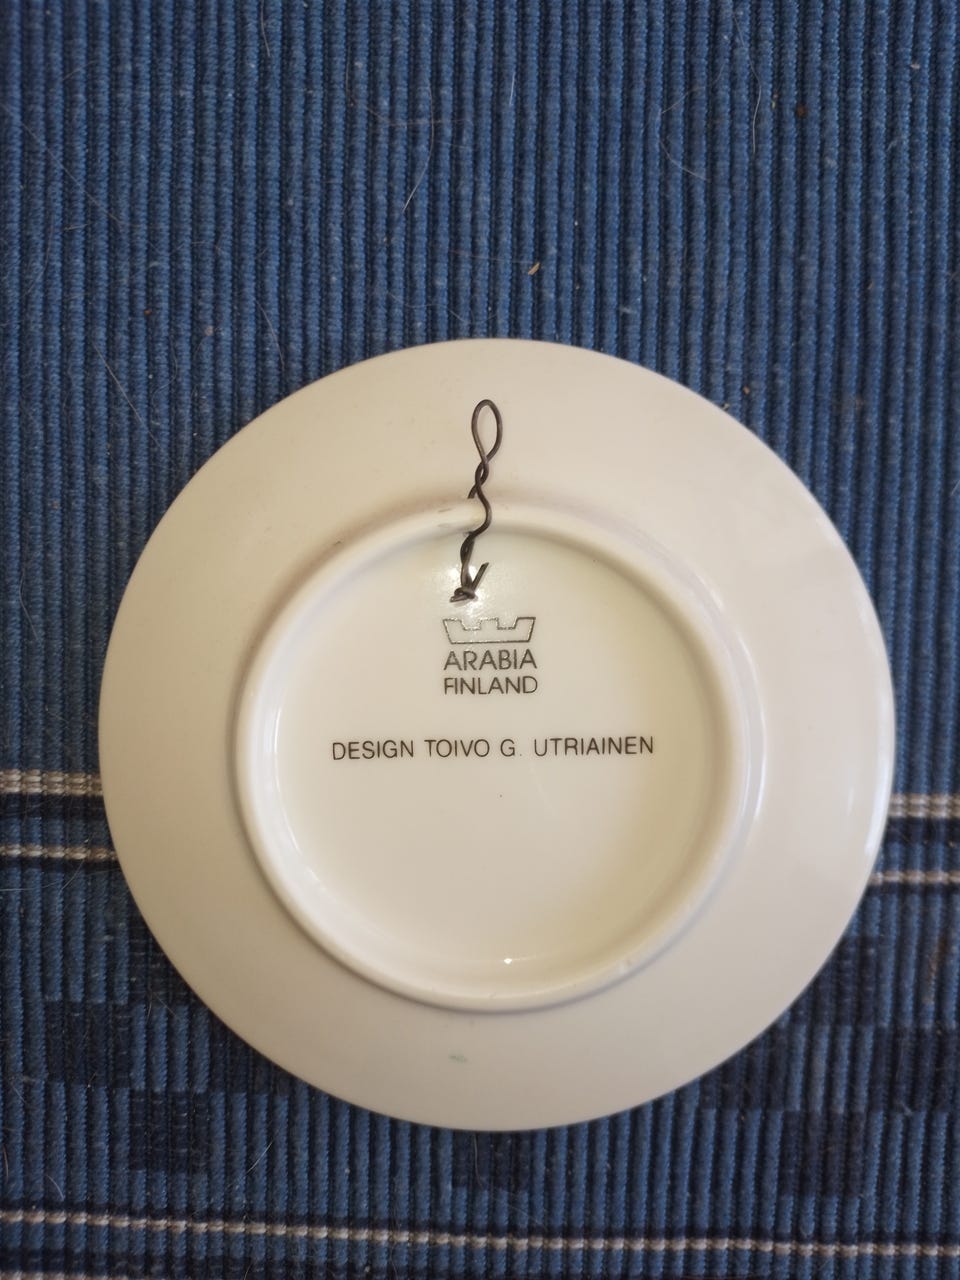 ARABIA
FINLAND
DESIGN TOIVO G. UTRIAINEN